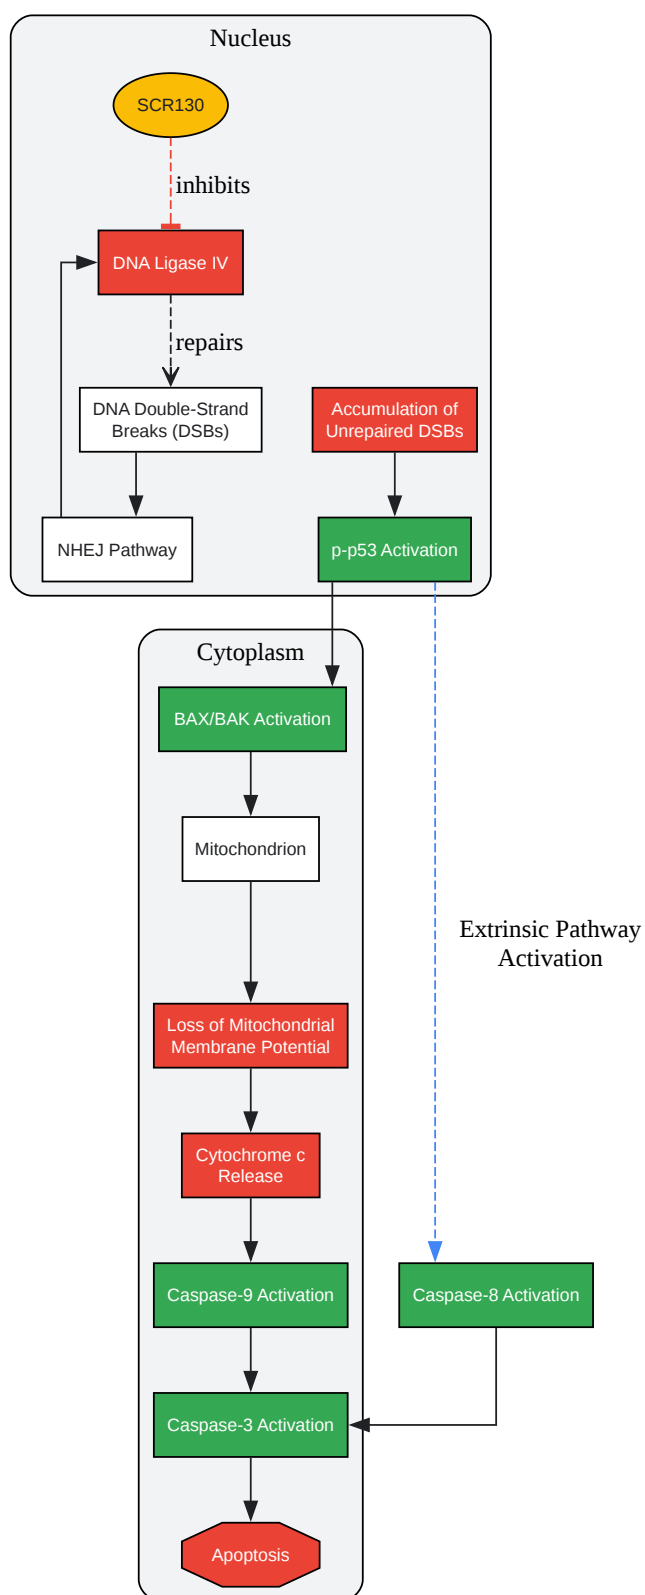 Nucleus
SCR130
inhibits
DNA Ligase IV
repairs
DNA Double-Strand
Breaks (DSBs)
Accumulation of
Unrepaired DSBs
NHEJ Pathway
p-p53 Activation
Cytoplasm
BAX/BAK Activation
Mitochondrion
Extrinsic Pathway
Activation
Loss of Mitochondrial
Membrane Potential
Cytochrome c
Release
Caspase-9 Activation
Caspase-8 Activation
Caspase-3 Activation
Apoptosis